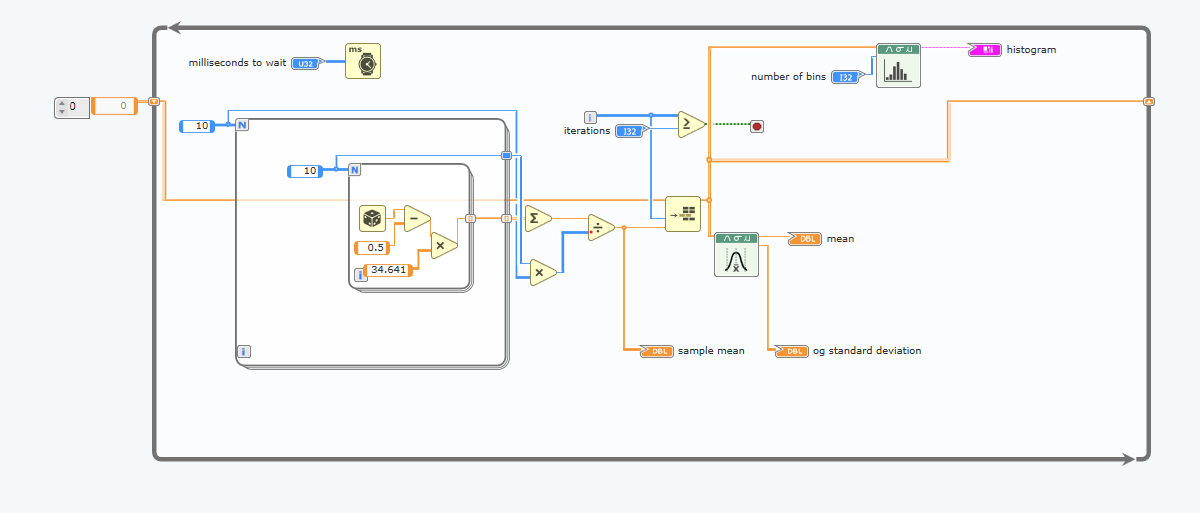 ms
milliseconds to wait U32
histogram
number of bins I32
0 0
10 N
i
iterations I32
≥
10 N
Σ
−
÷
0.5
×
34.641
i
×
DBL mean
x̄
i
DBL sample mean
DBL og standard deviation